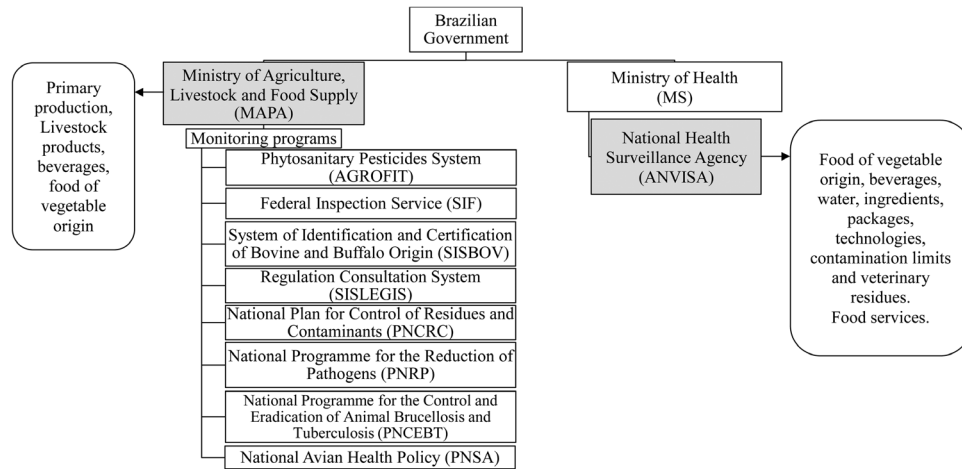 Brazilian
Government
Ministry of Agriculture,
Livestock and Food Supply
(MAPA)
Ministry of Health
(MS)
Primary
production,
Livestock
products,
beverages,
food of
vegetable
origin
Monitoring programs
Phytosanitary Pesticides System
(AGROFIT)
Federal Inspection Service (SIF)
System of Identification and Certification
of Bovine and Buffalo Origin (SISBOV)
Regulation Consultation System
(SISLEGIS)
National Plan for Control of Residues and
Contaminants (PNCRC)
National Programme for the Reduction of
Pathogens (PNRP)
National Programme for the Control and
Eradication of Animal Brucellosis and
Tuberculosis (PNCEBT)
National Avian Health Policy (PNSA)
National Health
Surveillance Agency
(ANVISA)
Food of vegetable
origin, beverages,
water, ingredients,
packages,
technologies,
contamination limits
and veterinary
residues.
Food services.